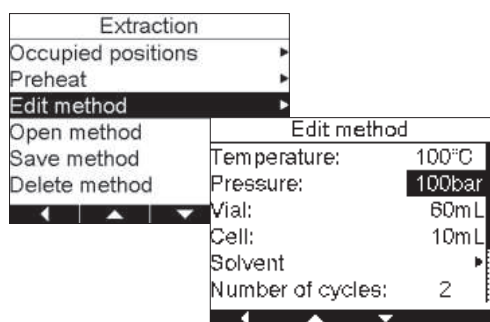 Extraction
Occupied positions
Preheat
Edit method
Open method
Save method
Delete method
Edit method
Temperature: 100°C
Pressure: 100bar
Vial: 60mL
Cell: 10mL
Solvent
Number of cycles: 2